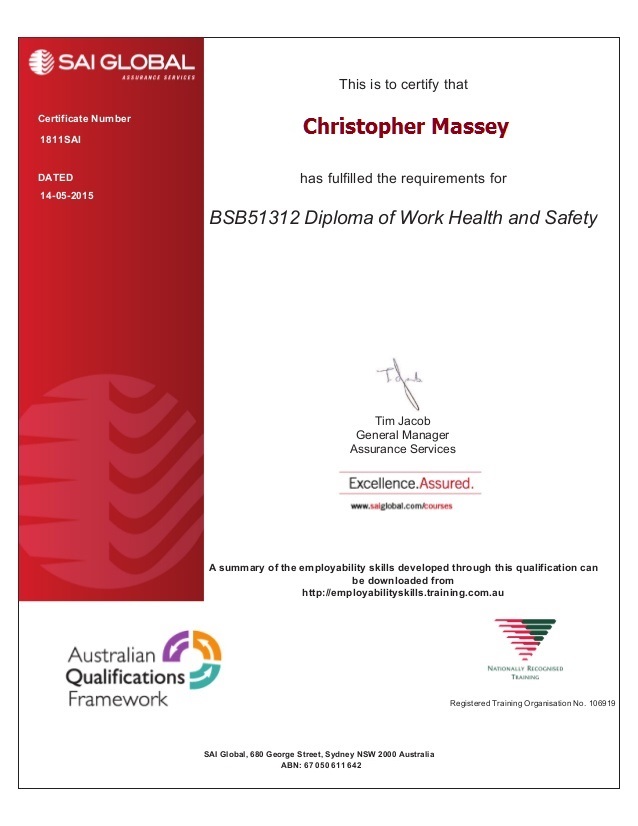 SAI GLOBAL
ASSURANCE SERVICES
Certificate Number
1811SAI
DATED
14-05-2015
This is to certify that
Christopher Massey
has fulfilled the requirements for
BSB51312 Diploma of Work Health and Safety
Tim Jacob
General Manager
Assurance Services
Excellence.Assured.
www.saiglobal.com/courses
A summary of the employability skills developed through this qualification can
be downloaded from
http://employabilityskills.training.com.au
Australian
Qualifications
Framework
NATIONALLY RECOGNISED
TRAINING
Registered Training Organisation No. 106919
SAI Global, 680 George Street, Sydney NSW 2000 Australia
ABN: 67 050 611 642